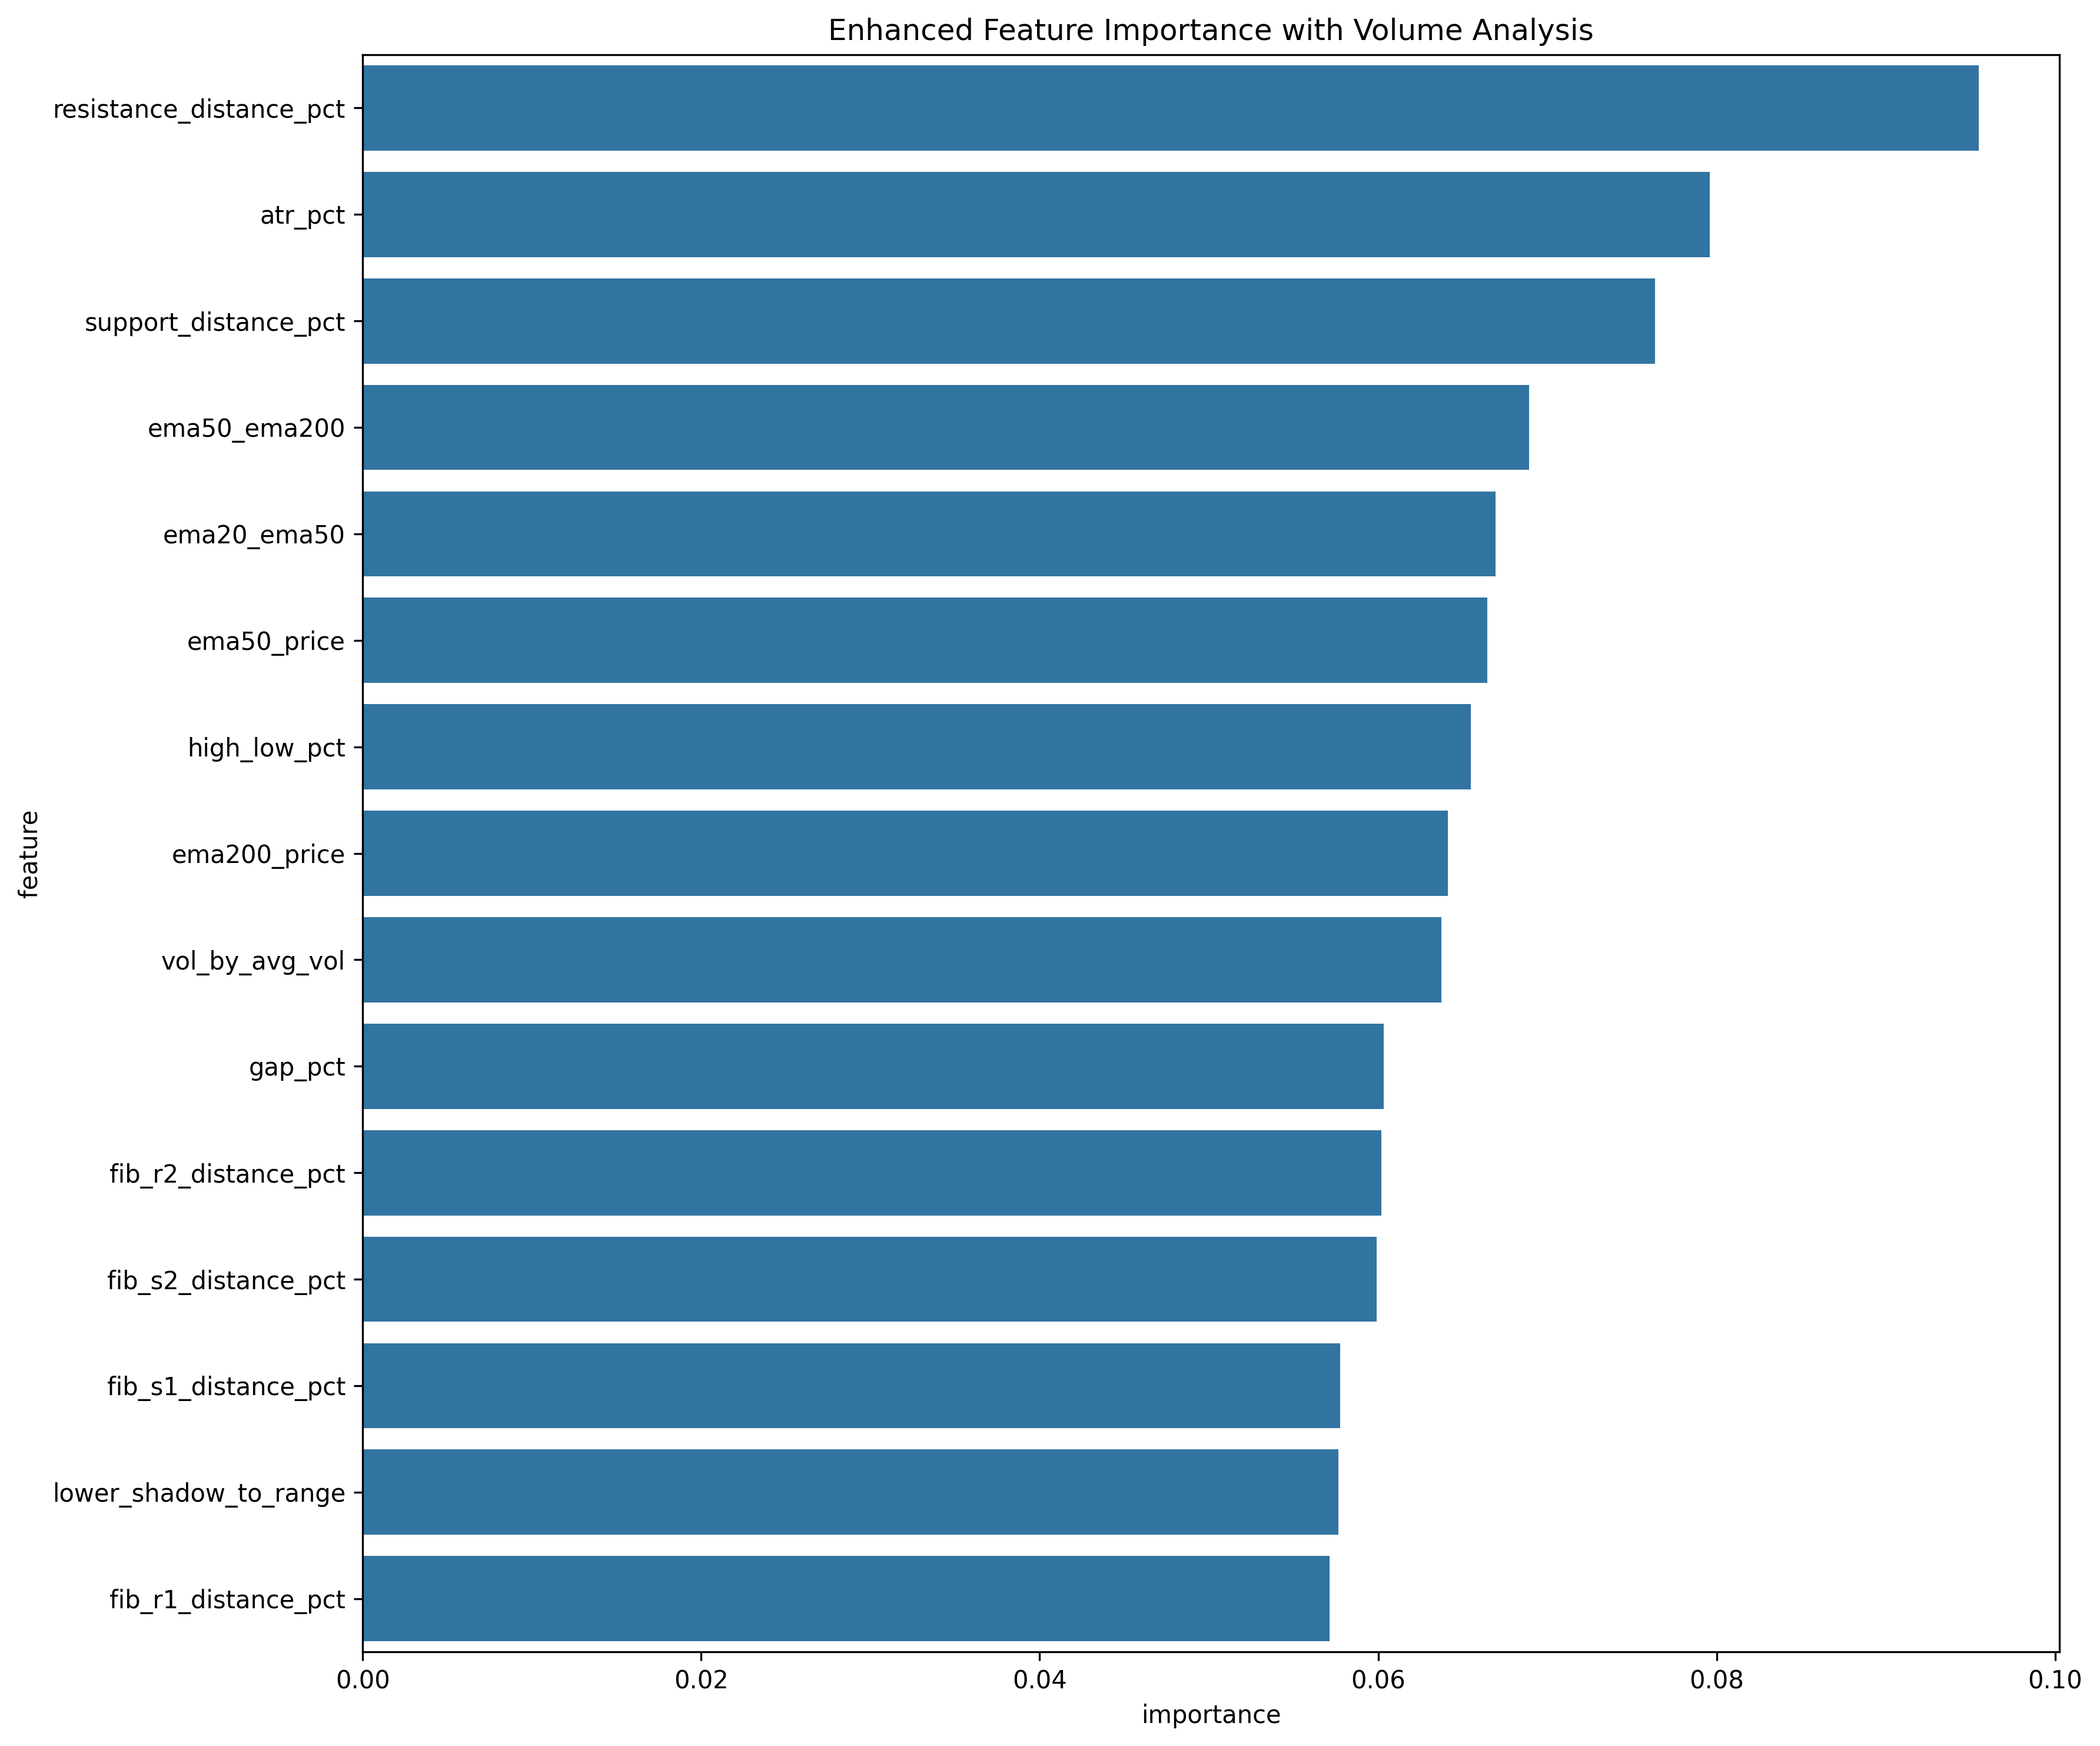 Enhanced Feature Importance with Volume Analysis
resistance_distance_pct
atr_pct
support_distance_pct
ema50_ema200
ema20_ema50
ema50_price
high_low_pct
ema200_price
vol_by_avg_vol
gap_pct
fib_r2_distance_pct
fib_s2_distance_pct
fib_s1_distance_pct
lower_shadow_to_range
fib_r1_distance_pct
feature
0.00 0.02 0.04 0.06 0.08 0.10
importance